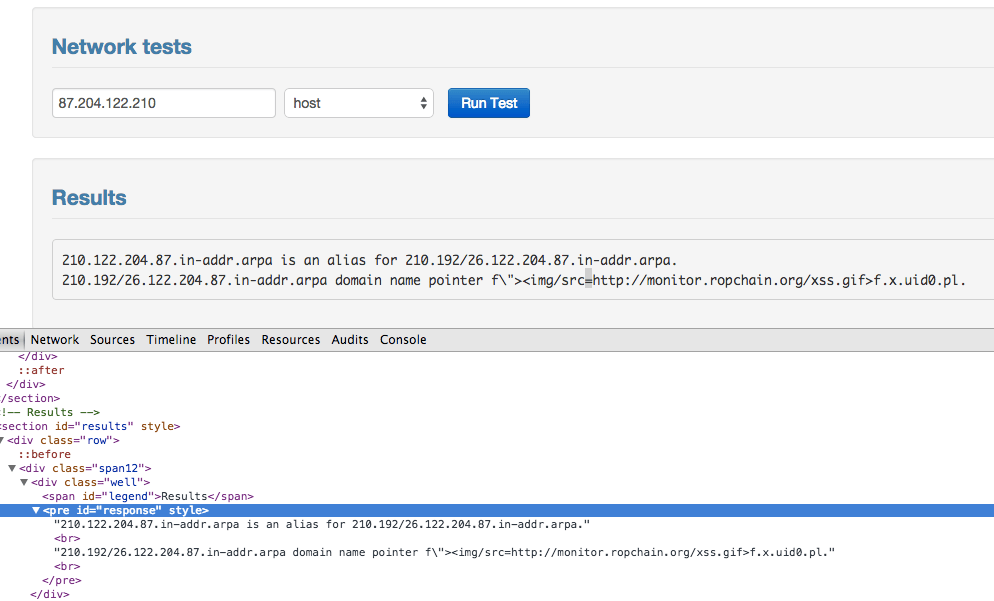 Network tests
87.204.122.210 host Run Test
Results
210.122.204.87.in-addr.arpa is an alias for 210.192/26.122.204.87.in-addr.arpa.
210.192/26.122.204.87.in-addr.arpa domain name pointer f\"><img/src=http://monitor.ropchain.org/xss.gif>f.x.uid0.pl.
nts Network Sources Timeline Profiles Resources Audits Console
</div>
::after
</div>
/section>
!-- Results -->
section id="results" style>
<div class="row">
::before
<div class="span12">
<div class="well">
<span id="legend">Results</span>
<pre id="response" style>
"210.122.204.87.in-addr.arpa is an alias for 210.192/26.122.204.87.in-addr.arpa."
<br>
"210.192/26.122.204.87.in-addr.arpa domain name pointer f\"><img/src=http://monitor.ropchain.org/xss.gif>f.x.uid0.pl."
<br>
</pre>
</div>